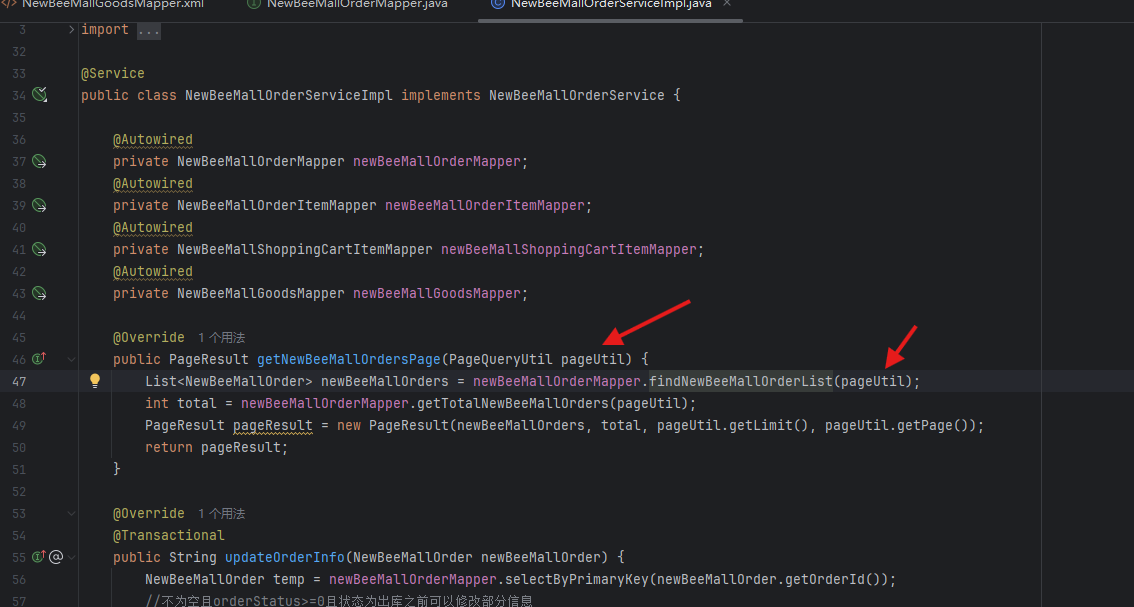 NewBeeMallGoodsMapper.xml NewBeeMallOrderMapper.java NewBeeMallOrderServiceImpl.java
3 import ...
32
33 @Service
34 public class NewBeeMallOrderServiceImpl implements NewBeeMallOrderService {
35
36 @Autowired
37 private NewBeeMallOrderMapper newBeeMallOrderMapper;
38 @Autowired
39 private NewBeeMallOrderItemMapper newBeeMallOrderItemMapper;
40 @Autowired
41 private NewBeeMallShoppingCartItemMapper newBeeMallShoppingCartItemMapper;
42 @Autowired
43 private NewBeeMallGoodsMapper newBeeMallGoodsMapper;
44
45 @Override 1 个用法
46 public PageResult getNewBeeMallOrdersPage(PageQueryUtil pageUtil) {
47 List<NewBeeMallOrder> newBeeMallOrders = newBeeMallOrderMapper.findNewBeeMallOrderList(pageUtil);
48 int total = newBeeMallOrderMapper.getTotalNewBeeMallOrders(pageUtil);
49 PageResult pageResult = new PageResult(newBeeMallOrders, total, pageUtil.getLimit(), pageUtil.getPage());
50 return pageResult;
51 }
52
53 @Override 1 个用法
54 @Transactional
55 public String updateOrderInfo(NewBeeMallOrder newBeeMallOrder) {
56 NewBeeMallOrder temp = newBeeMallOrderMapper.selectByPrimaryKey(newBeeMallOrder.getOrderId());
57 //不为空且orderStatus>=0且状态为出库之前可以修改部分信息